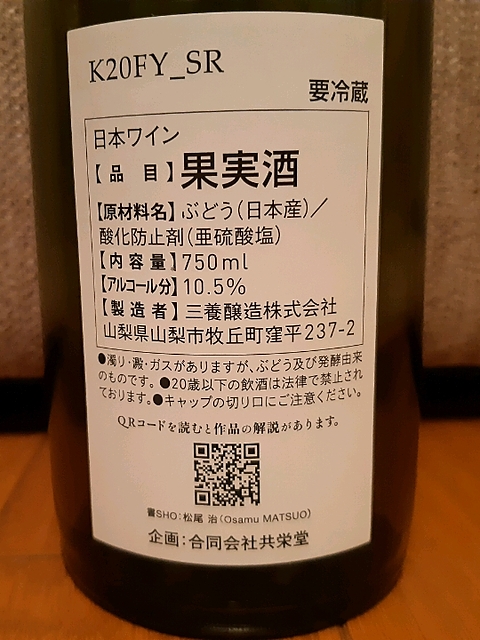 K20FY_SR
要冷蔵
日本ワイン
【品 目】果実酒
【原材料名】ぶどう(日本産)／
酸化防止剤(亜硫酸塩)
【内容量】750ml
【アルコール分】10.5%
【製造者】三養醸造株式会社
山梨県山梨市牧丘町窪平237-2
●濁り・澱・ガスがありますが、ぶどう及び発酵由来
のものです。●20歳以下の飲酒は法律で禁止され
ております。●キャップの切り口にご注意ください。
QRコードを読むと作品の解説があります。
書SHO：松尾 治(Osamu MATSUO)
企画：合同会社共栄堂